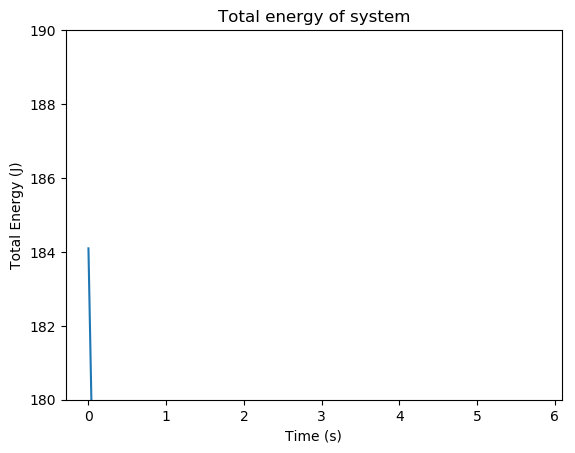 Total energy of system
190
188
186
184
182
180
Total Energy (J)
0 1 2 3 4 5 6
Time (s)